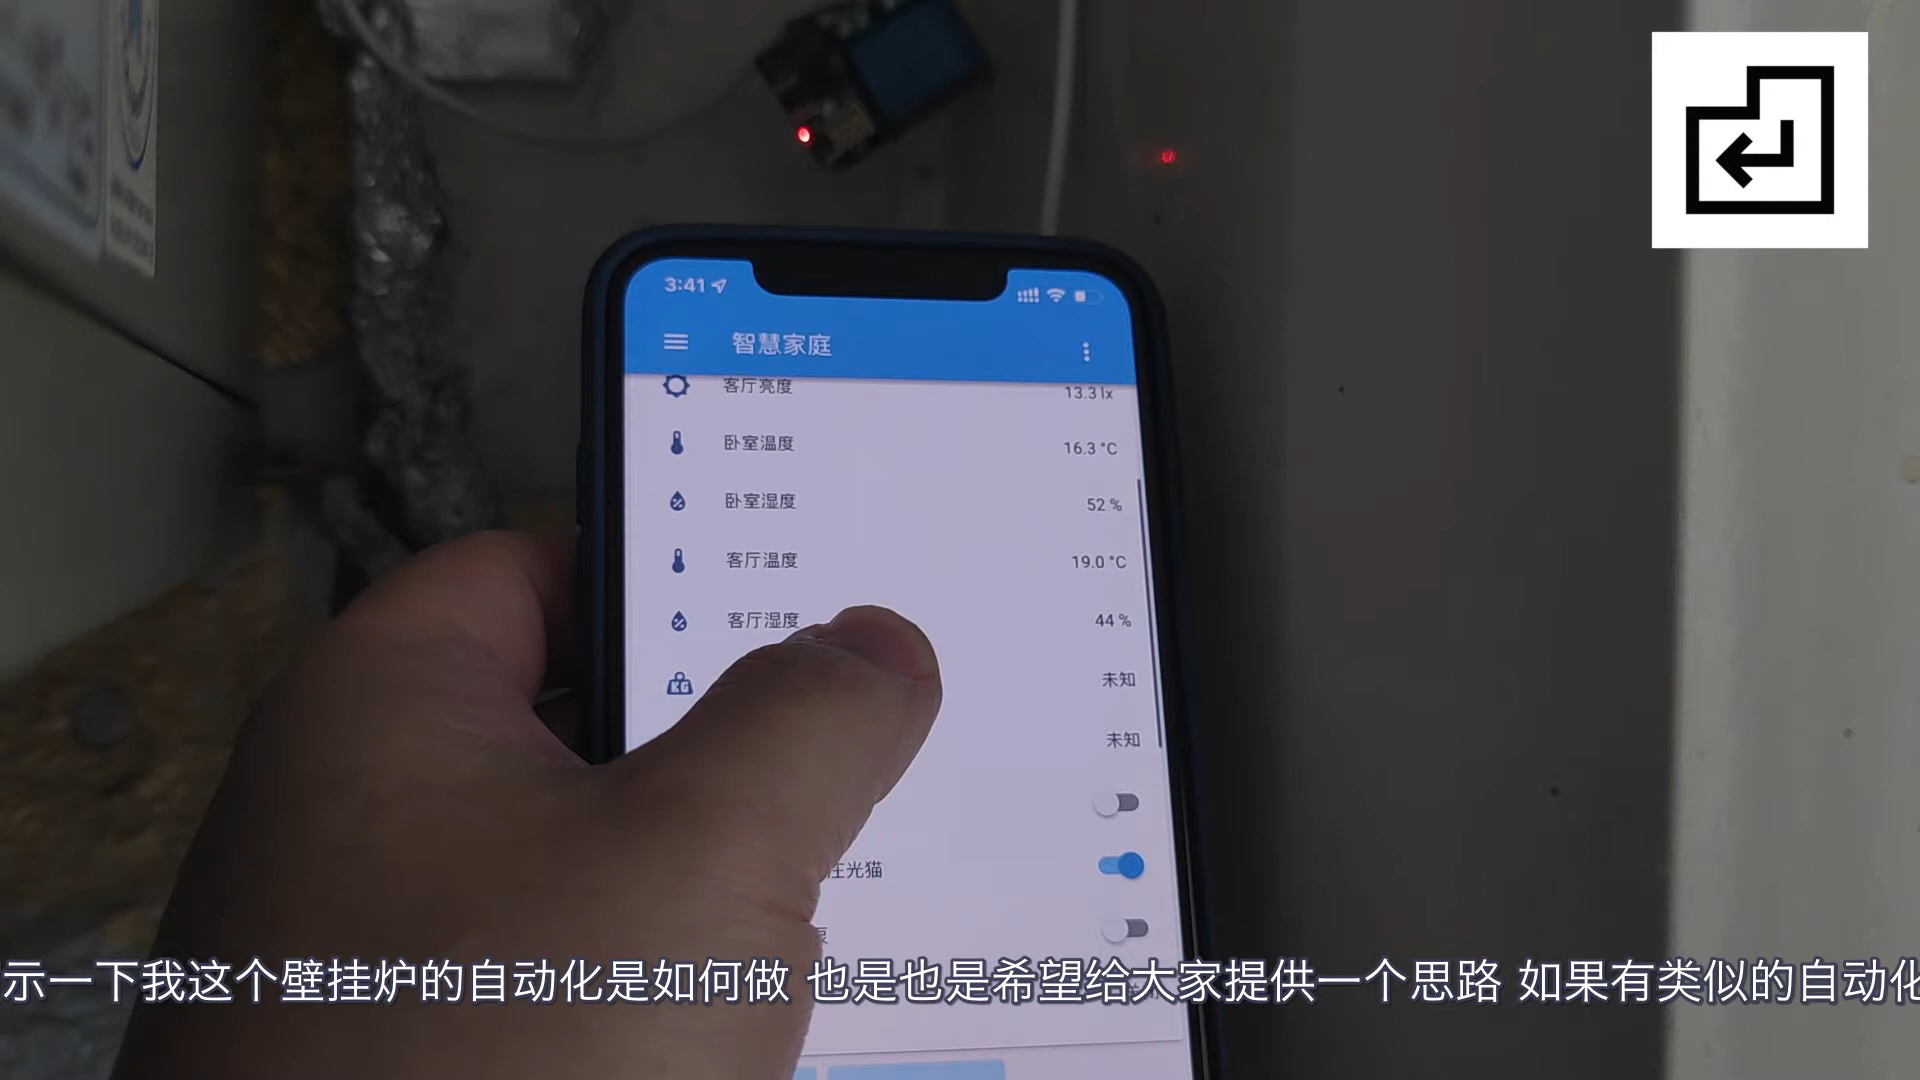 3:41
智慧家庭
客厅亮度 13.3 lx
卧室温度 16.3 °C
卧室湿度 52 %
客厅温度 19.0 °C
客厅湿度 44 %
KG 未知
未知
光猫
示一下我这个壁挂炉的自动化是如何做 也是也是希望给大家提供一个思路 如果有类似的自动化